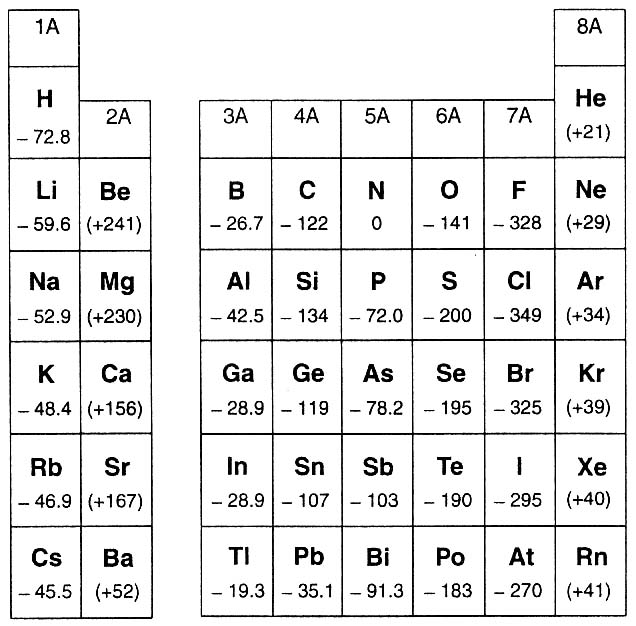 1A 8A
H He
2A 3A 4A 5A 6A 7A
– 72.8 (+21)
Li Be B C N O F Ne
– 59.6 (+241) – 26.7 – 122 0 – 141 – 328 (+29)
Na Mg Al Si P S Cl Ar
– 52.9 (+230) – 42.5 – 134 – 72.0 – 200 – 349 (+34)
K Ca Ga Ge As Se Br Kr
– 48.4 (+156) – 28.9 – 119 – 78.2 – 195 – 325 (+39)
Rb Sr In Sn Sb Te I Xe
– 46.9 (+167) – 28.9 – 107 – 103 – 190 – 295 (+40)
Cs Ba Tl Pb Bi Po At Rn
– 45.5 (+52) – 19.3 – 35.1 – 91.3 – 183 – 270 (+41)